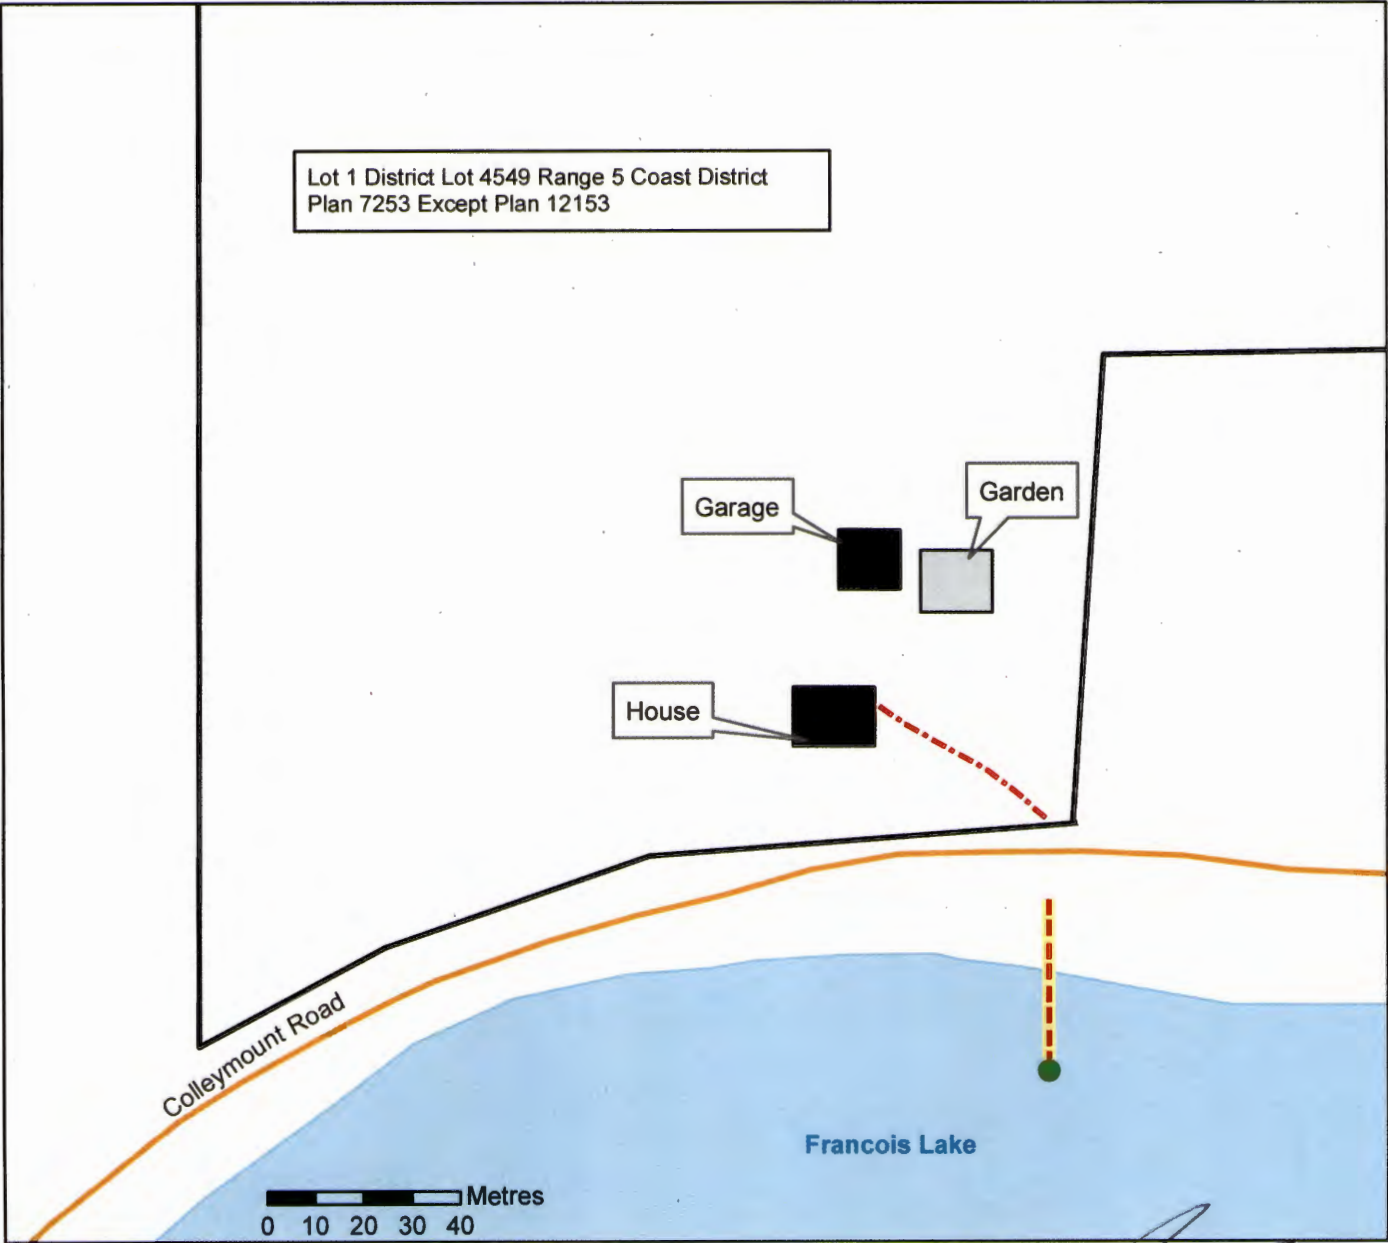 Lot 1 District Lot 4549 Range 5 Coast District
Plan 7253 Except Plan 12153
Garage
Garden
House
Colleymount Road
Francois Lake
Metres
0 10 20 30 40